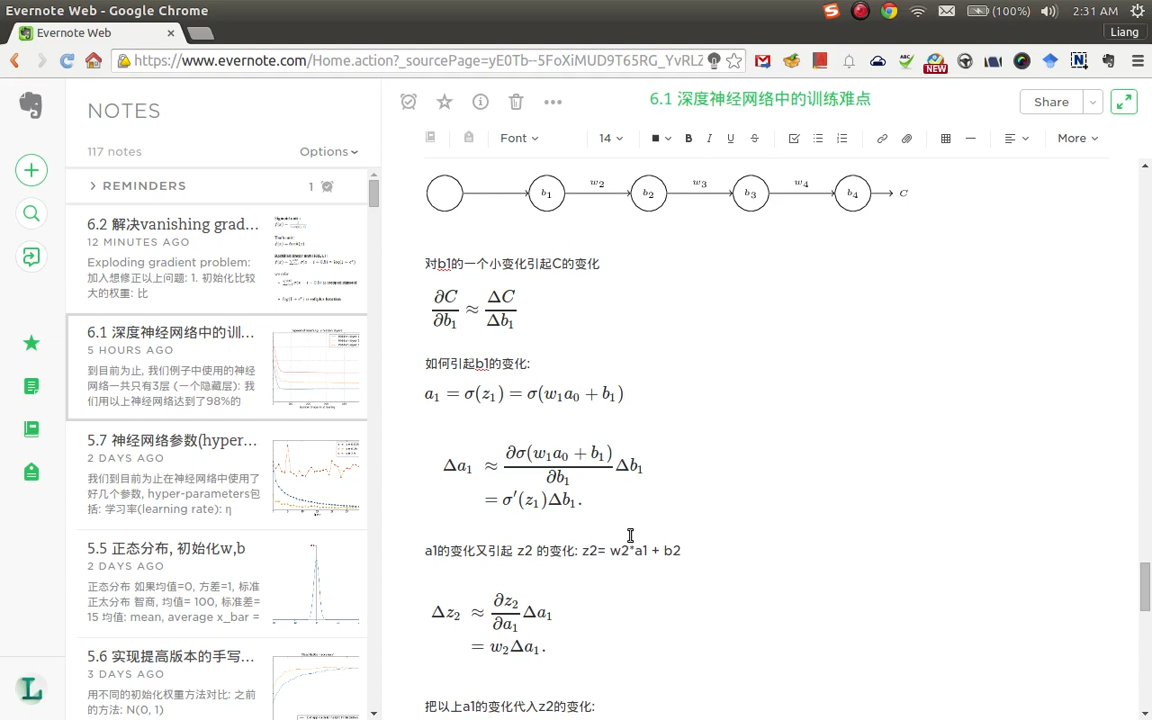 Evernote Web - Google Chrome
(100%)
2:31 AM
Evernote Web
Liang
https://www.evernote.com/Home.action?_sourcePage=yE0Tb--5FoXiMUD9T65RG_YvRLZ
NEW
NOTES
117 notes
Options
REMINDERS
1
6.2 解决vanishing grad...
12 MINUTES AGO
Exploding gradient problem:
加入想修正以上问题: 1. 初始化比较
大的权重: 比
6.1 深度神经网络中的训...
5 HOURS AGO
到目前为止, 我们例子中使用的神经
网络一共只有3层 (一个隐藏层): 我
们用以上神经网络达到了98%的
5.7 神经网络参数(hyper...
2 DAYS AGO
我们到目前为止在神经网络中使用了
好几个参数, hyper-parameters包
括: 学习率(learning rate): η
5.5 正态分布, 初始化w,b
2 DAYS AGO
正态分布 如果均值=0, 方差=1, 标准
正太分布 智商, 均值= 100, 标准差=
15 均值: mean, average x_bar =
5.6 实现提高版本的手写...
3 DAYS AGO
用不同的初始化权重方法对比: 之前
的方法: N(0, 1)
6.1 深度神经网络中的训练难点
Share
Font
14
B I U S
More
b₁ w₂ b₂ w₃ b₃ w₄ b₄ C
对b1的一个小变化引起C的变化
∂C/∂b₁ ≈ ΔC/Δb₁
如何引起b1的变化:
a₁ = σ(z₁) = σ(w₁a₀ + b₁)
Δa₁ ≈ ∂σ(w₁a₀ + b₁)/∂b₁ Δb₁
= σ′(z₁)Δb₁.
a1的变化又引起 z2 的变化: z2= w2*a1 + b2
Δz₂ ≈ ∂z₂/∂a₁ Δa₁
= w₂Δa₁.
把以上a1的变化代入z2的变化: